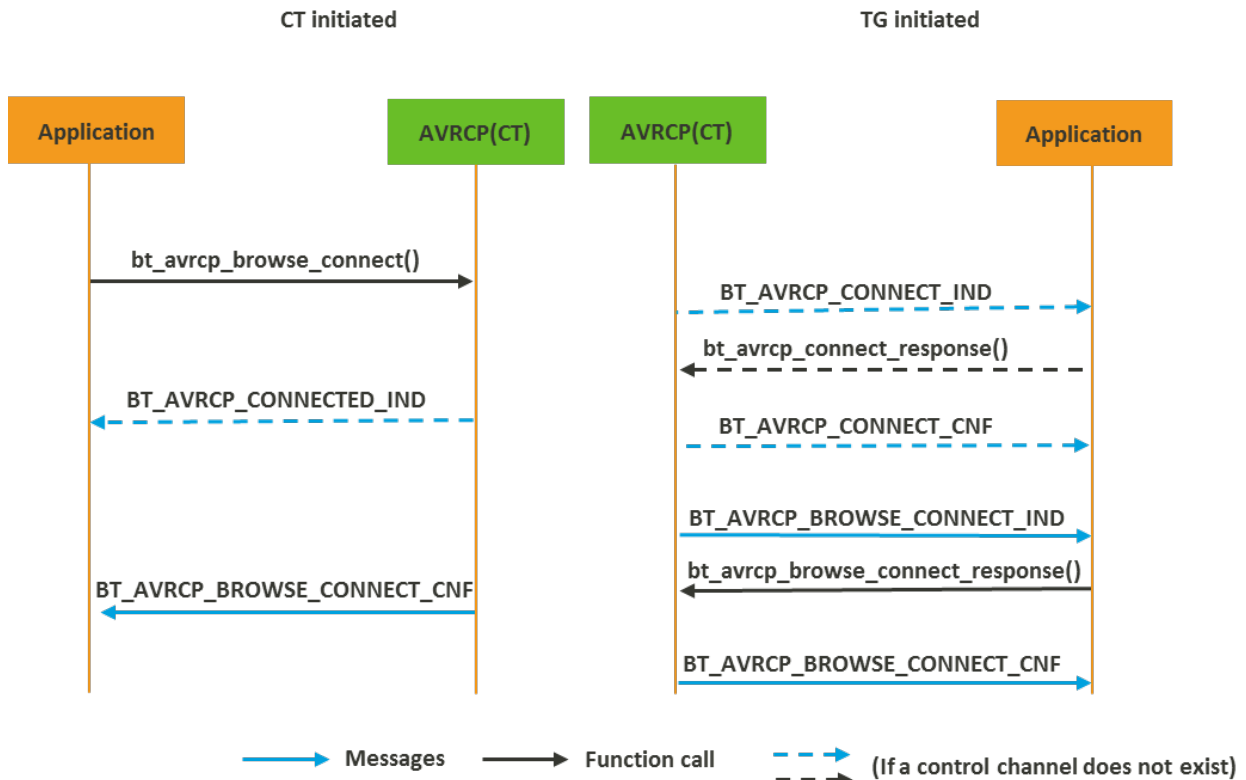 CT initiated
TG initiated
Application
AVRCP(CT)
AVRCP(CT)
Application
bt_avrcp_browse_connect()
BT_AVRCP_CONNECT_IND
bt_avrcp_connect_response()
BT_AVRCP_CONNECTED_IND
BT_AVRCP_CONNECT_CNF
BT_AVRCP_BROWSE_CONNECT_IND
bt_avrcp_browse_connect_response()
BT_AVRCP_BROWSE_CONNECT_CNF
BT_AVRCP_BROWSE_CONNECT_CNF
Messages
Function call
(If a control channel does not exist)